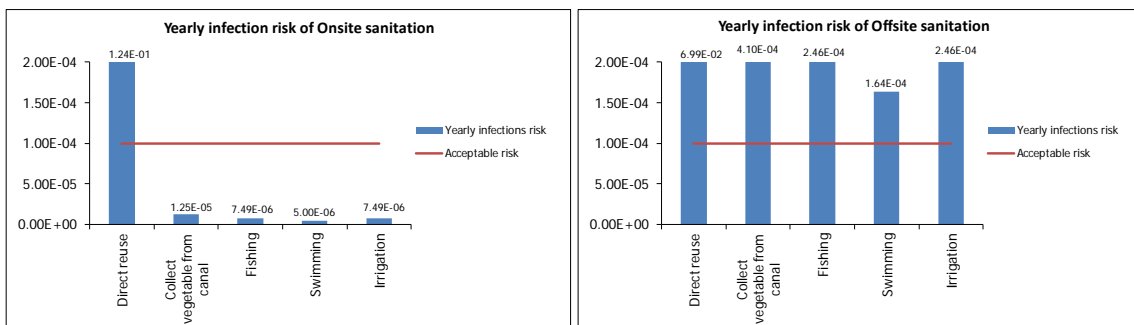 Yearly infection risk of Onsite sanitation
1.24E-01
2.00E-04
1.50E-04
1.00E-04
5.00E-05
0.00E+00
1.25E-05
7.49E-06
5.00E-06
7.49E-06
Yearly infections risk
Acceptable risk
Direct reuse
Collect
vegetable from
canal
Fishing
Swimming
Irrigation
Yearly infection risk of Offsite sanitation
6.99E-02
4.10E-04
2.46E-04
1.64E-04
2.46E-04
2.00E-04
1.50E-04
1.00E-04
5.00E-05
0.00E+00
Yearly infections risk
Acceptable risk
Direct reuse
Collect
vegetable from
canal
Fishing
Swimming
Irrigation